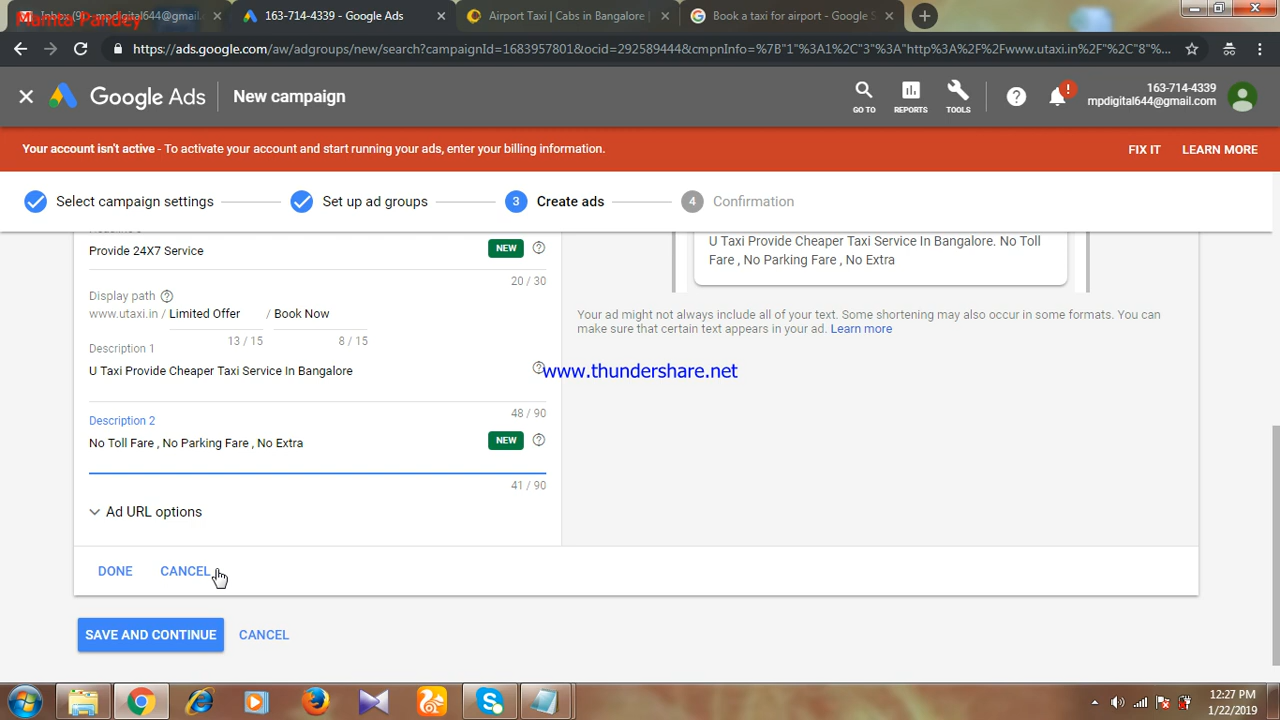 Mamta Pandey
Inbox (9) - mpdigital644@gmail.
163-714-4339 - Google Ads
Airport Taxi | Cabs in Bangalore |
Book a taxi for airport - Google S
https://ads.google.com/aw/adgroups/new/search?campaignId=1683957801&ocid=292589444&cmpnInfo=%7B"1"%3A1%2C"3"%3A"http%3A%2F%2Fwww.utaxi.in%2F"%2C"8"%...
Google Ads
New campaign
GO TO
REPORTS
TOOLS
163-714-4339
mpdigital644@gmail.com
Your account isn't active - To activate your account and start running your ads, enter your billing information.
FIX IT
LEARN MORE
Select campaign settings
Set up ad groups
3 Create ads
4 Confirmation
Provide 24X7 Service
NEW
20 / 30
Display path
www.utaxi.in / Limited Offer / Book Now
13 / 15
8 / 15
Description 1
U Taxi Provide Cheaper Taxi Service In Bangalore
48 / 90
Description 2
No Toll Fare , No Parking Fare , No Extra
NEW
41 / 90
Ad URL options
DONE
CANCEL
SAVE AND CONTINUE
CANCEL
U Taxi Provide Cheaper Taxi Service In Bangalore. No Toll
Fare , No Parking Fare , No Extra
Your ad might not always include all of your text. Some shortening may also occur in some formats. You can
make sure that certain text appears in your ad. Learn more
www.thundershare.net
12:27 PM
1/22/2019